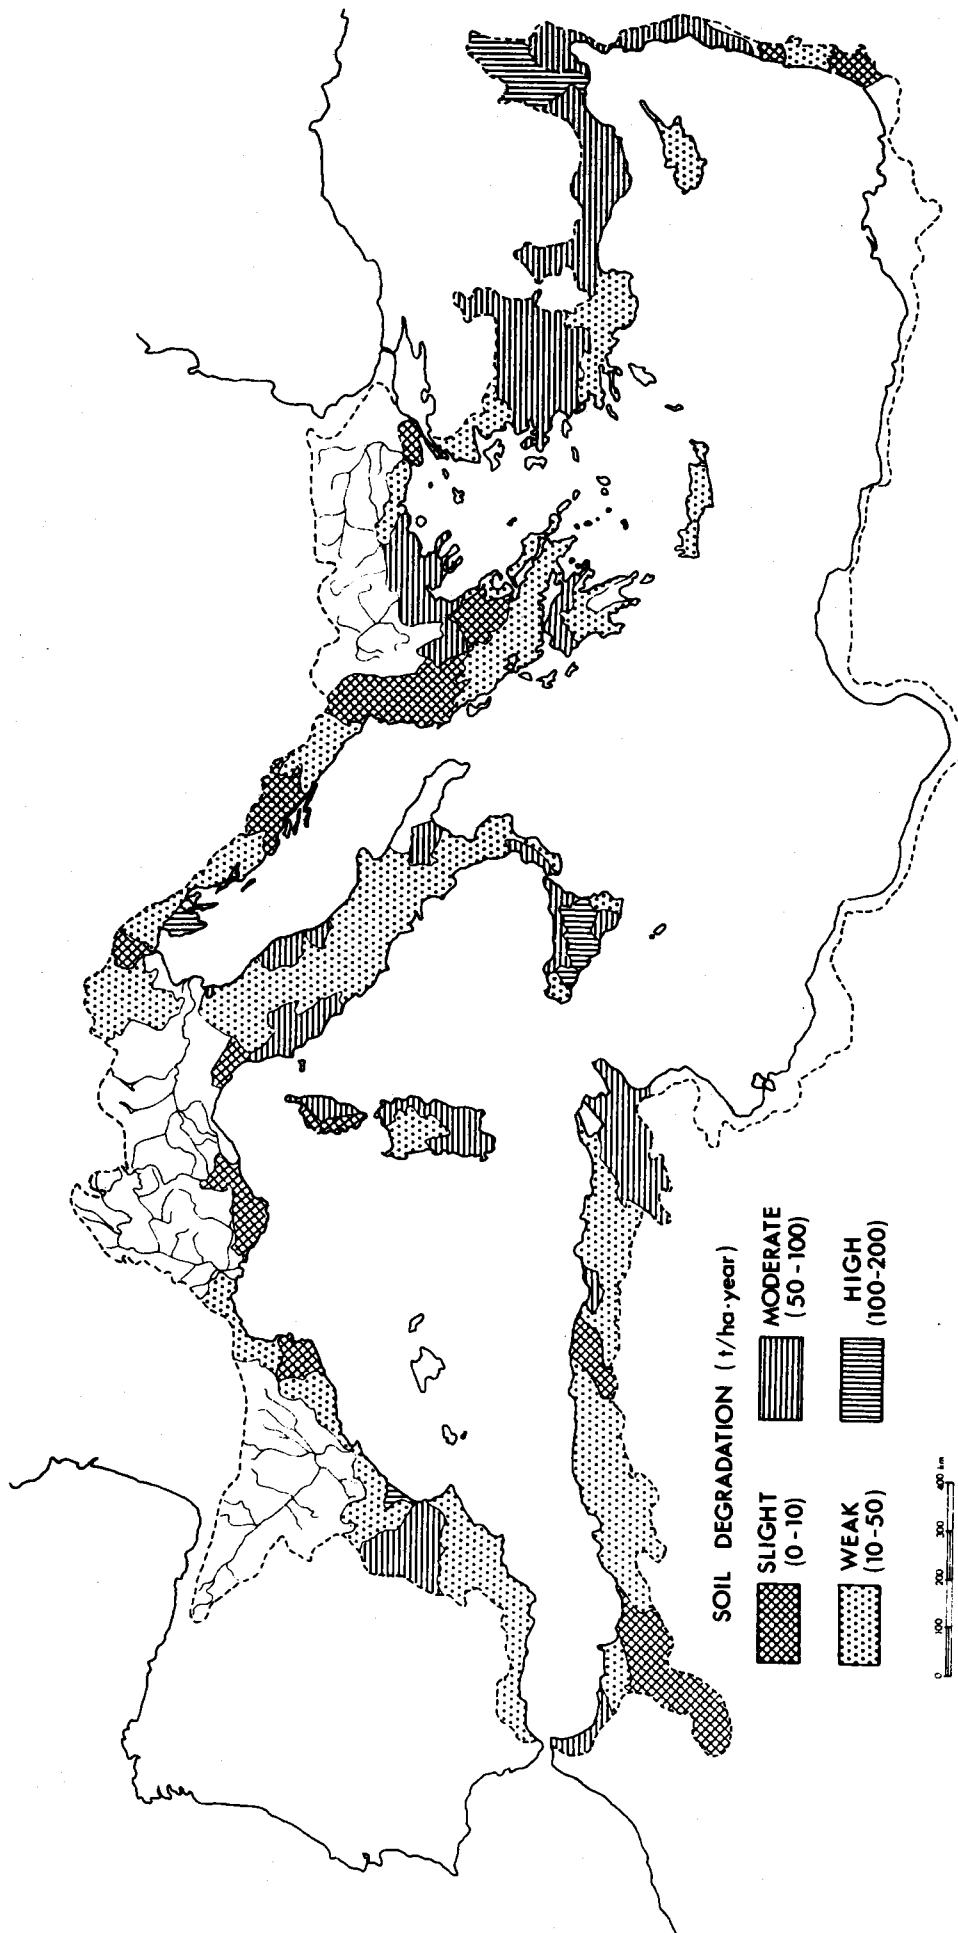 SOIL DEGRADATION (t/ha·year)
SLIGHT
(0-10)
MODERATE
(50-100)
WEAK
(10-50)
HIGH
(100-200)
0 100 200 300 400 km